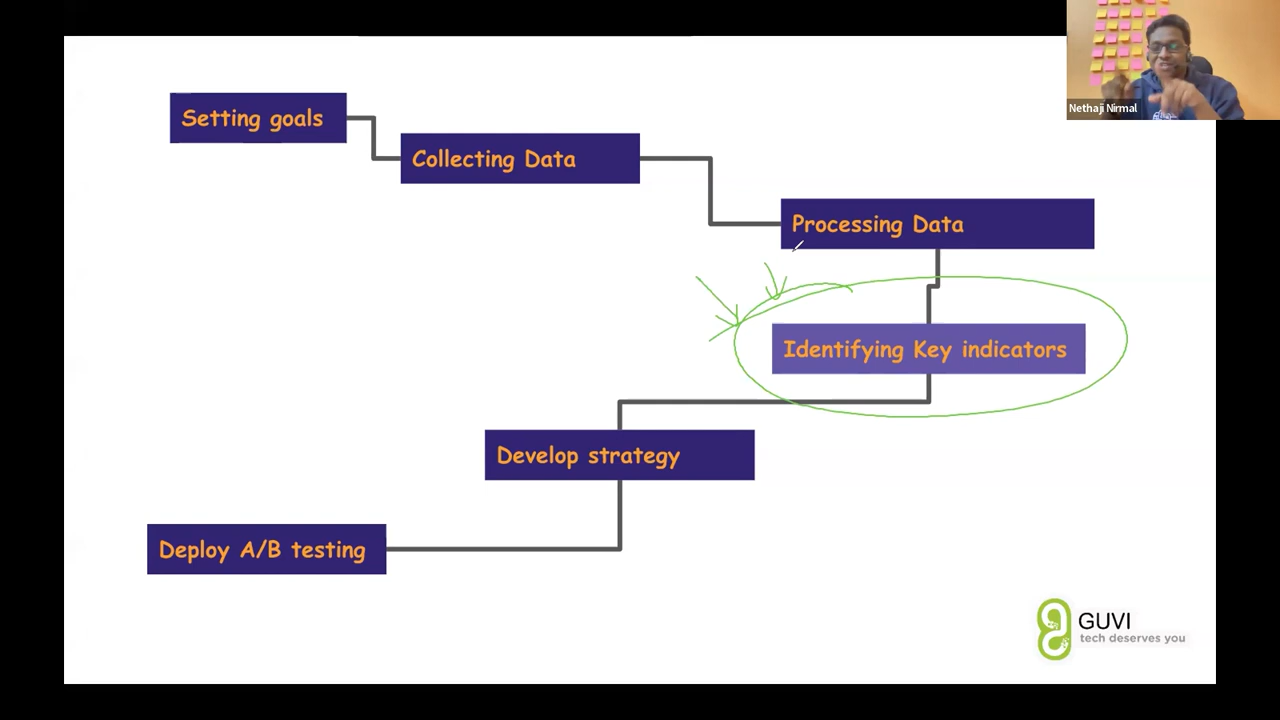 Nethaji Nirmal
Setting goals
Collecting Data
Processing Data
Identifying Key indicators
Develop strategy
Deploy A/B testing
GUVI
tech deserves you